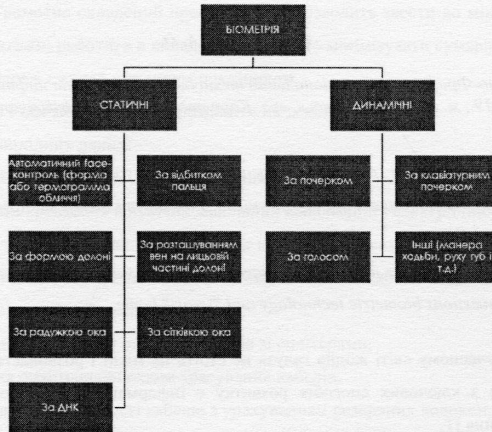 БІОМЕТРІЯ
СТАТИЧНІ
ДИНАМІЧНІ
Автоматичний face-
контроль (форма
або термограмма
обличчя)
За відбитком
пальця
За почерком
За клавіатурним
почерком
За формою долоні
За розташуванням
вен на лицьовій
частині долоні
За голосом
Інші (манера
ходьби, руху губ і
т.д.)
За радужкою ока
За сітківкою ока
За ДНК